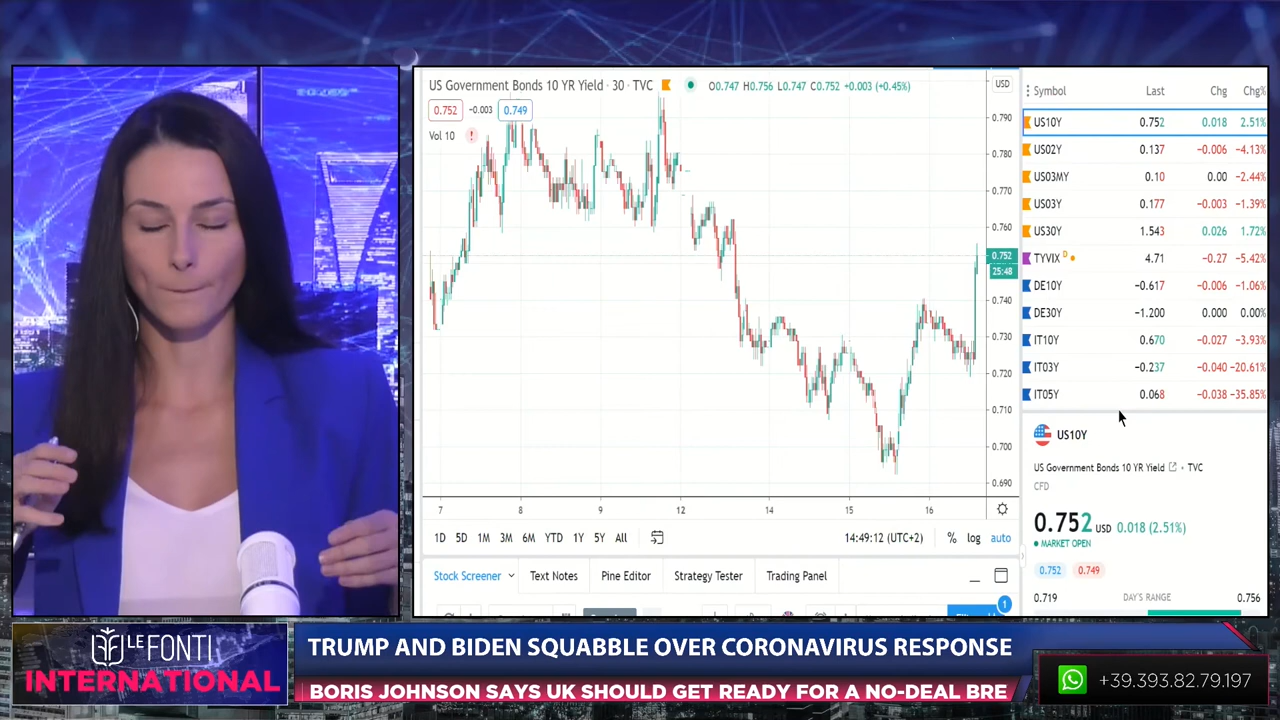 US Government Bonds 10 YR Yield · 30 · TVC O0.747 H0.756 L0.747 C0.752 +0.003 (+0.45%)
0.752 −0.003 0.749
Vol 10
USD
0.790
0.780
0.770
0.760
0.752
25:48
0.740
0.730
0.720
0.710
0.700
0.690
7 8 9 12 13 14 15 16
1D 5D 1M 3M 6M YTD 1Y 5Y All 14:49:12 (UTC+2) % log auto
Stock Screener Text Notes Pine Editor Strategy Tester Trading Panel
1
Symbol Last Chg Chg%
US10Y 0.752 0.018 2.51%
US02Y 0.137 −0.006 −4.13%
US03MY 0.10 0.00 −2.44%
US03Y 0.177 −0.003 −1.39%
US30Y 1.543 0.026 1.72%
TYVIX D 4.71 −0.27 −5.42%
DE10Y −0.617 −0.006 −1.06%
DE30Y −1.200 0.000 0.00%
IT10Y 0.670 −0.027 −3.93%
IT03Y −0.237 −0.040 −20.61%
IT05Y 0.068 −0.038 −35.85%
US10Y
US Government Bonds 10 YR Yield · TVC
CFD
0.752 USD 0.018 (2.51%)
MARKET OPEN
0.752 0.749
0.719 DAY'S RANGE 0.756
LE FONTI
INTERNATIONAL
TRUMP AND BIDEN SQUABBLE OVER CORONAVIRUS RESPONSE
BORIS JOHNSON SAYS UK SHOULD GET READY FOR A NO-DEAL BRE
+39.393.82.79.197